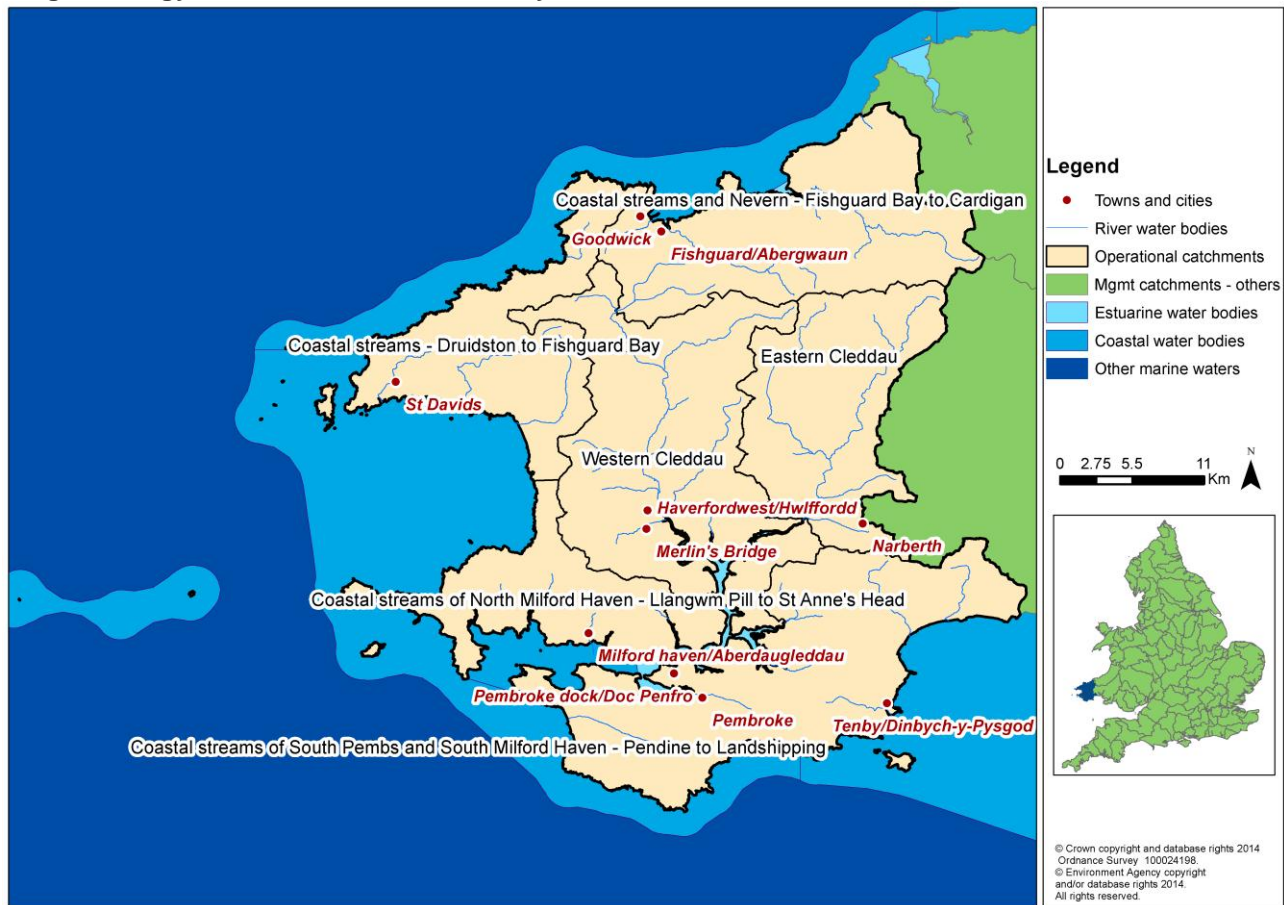 Coastal streams and Nevern - Fishguard Bay to Cardigan
Goodwick
Fishguard/Abergwaun
Coastal streams - Druidston to Fishguard Bay
Eastern Cleddau
St Davids
Western Cleddau
Haverfordwest/Hwlffordd
Merlin's Bridge
Narberth
Coastal streams of North Milford Haven - Llangwm Pill to St Anne's Head
Milford haven/Aberdaugleddau
Pembroke dock/Doc Penfro
Pembroke
Tenby/Dinbych-y-Pysgod
Coastal streams of South Pembs and South Milford Haven - Pendine to Landshipping
Legend
Towns and cities
River water bodies
Operational catchments
Mgmt catchments - others
Estuarine water bodies
Coastal water bodies
Other marine waters
0 2.75 5.5 11
Km
N
© Crown copyright and database rights 2014
Ordnance Survey 100024198.
© Environment Agency copyright
and/or database rights 2014.
All rights reserved.